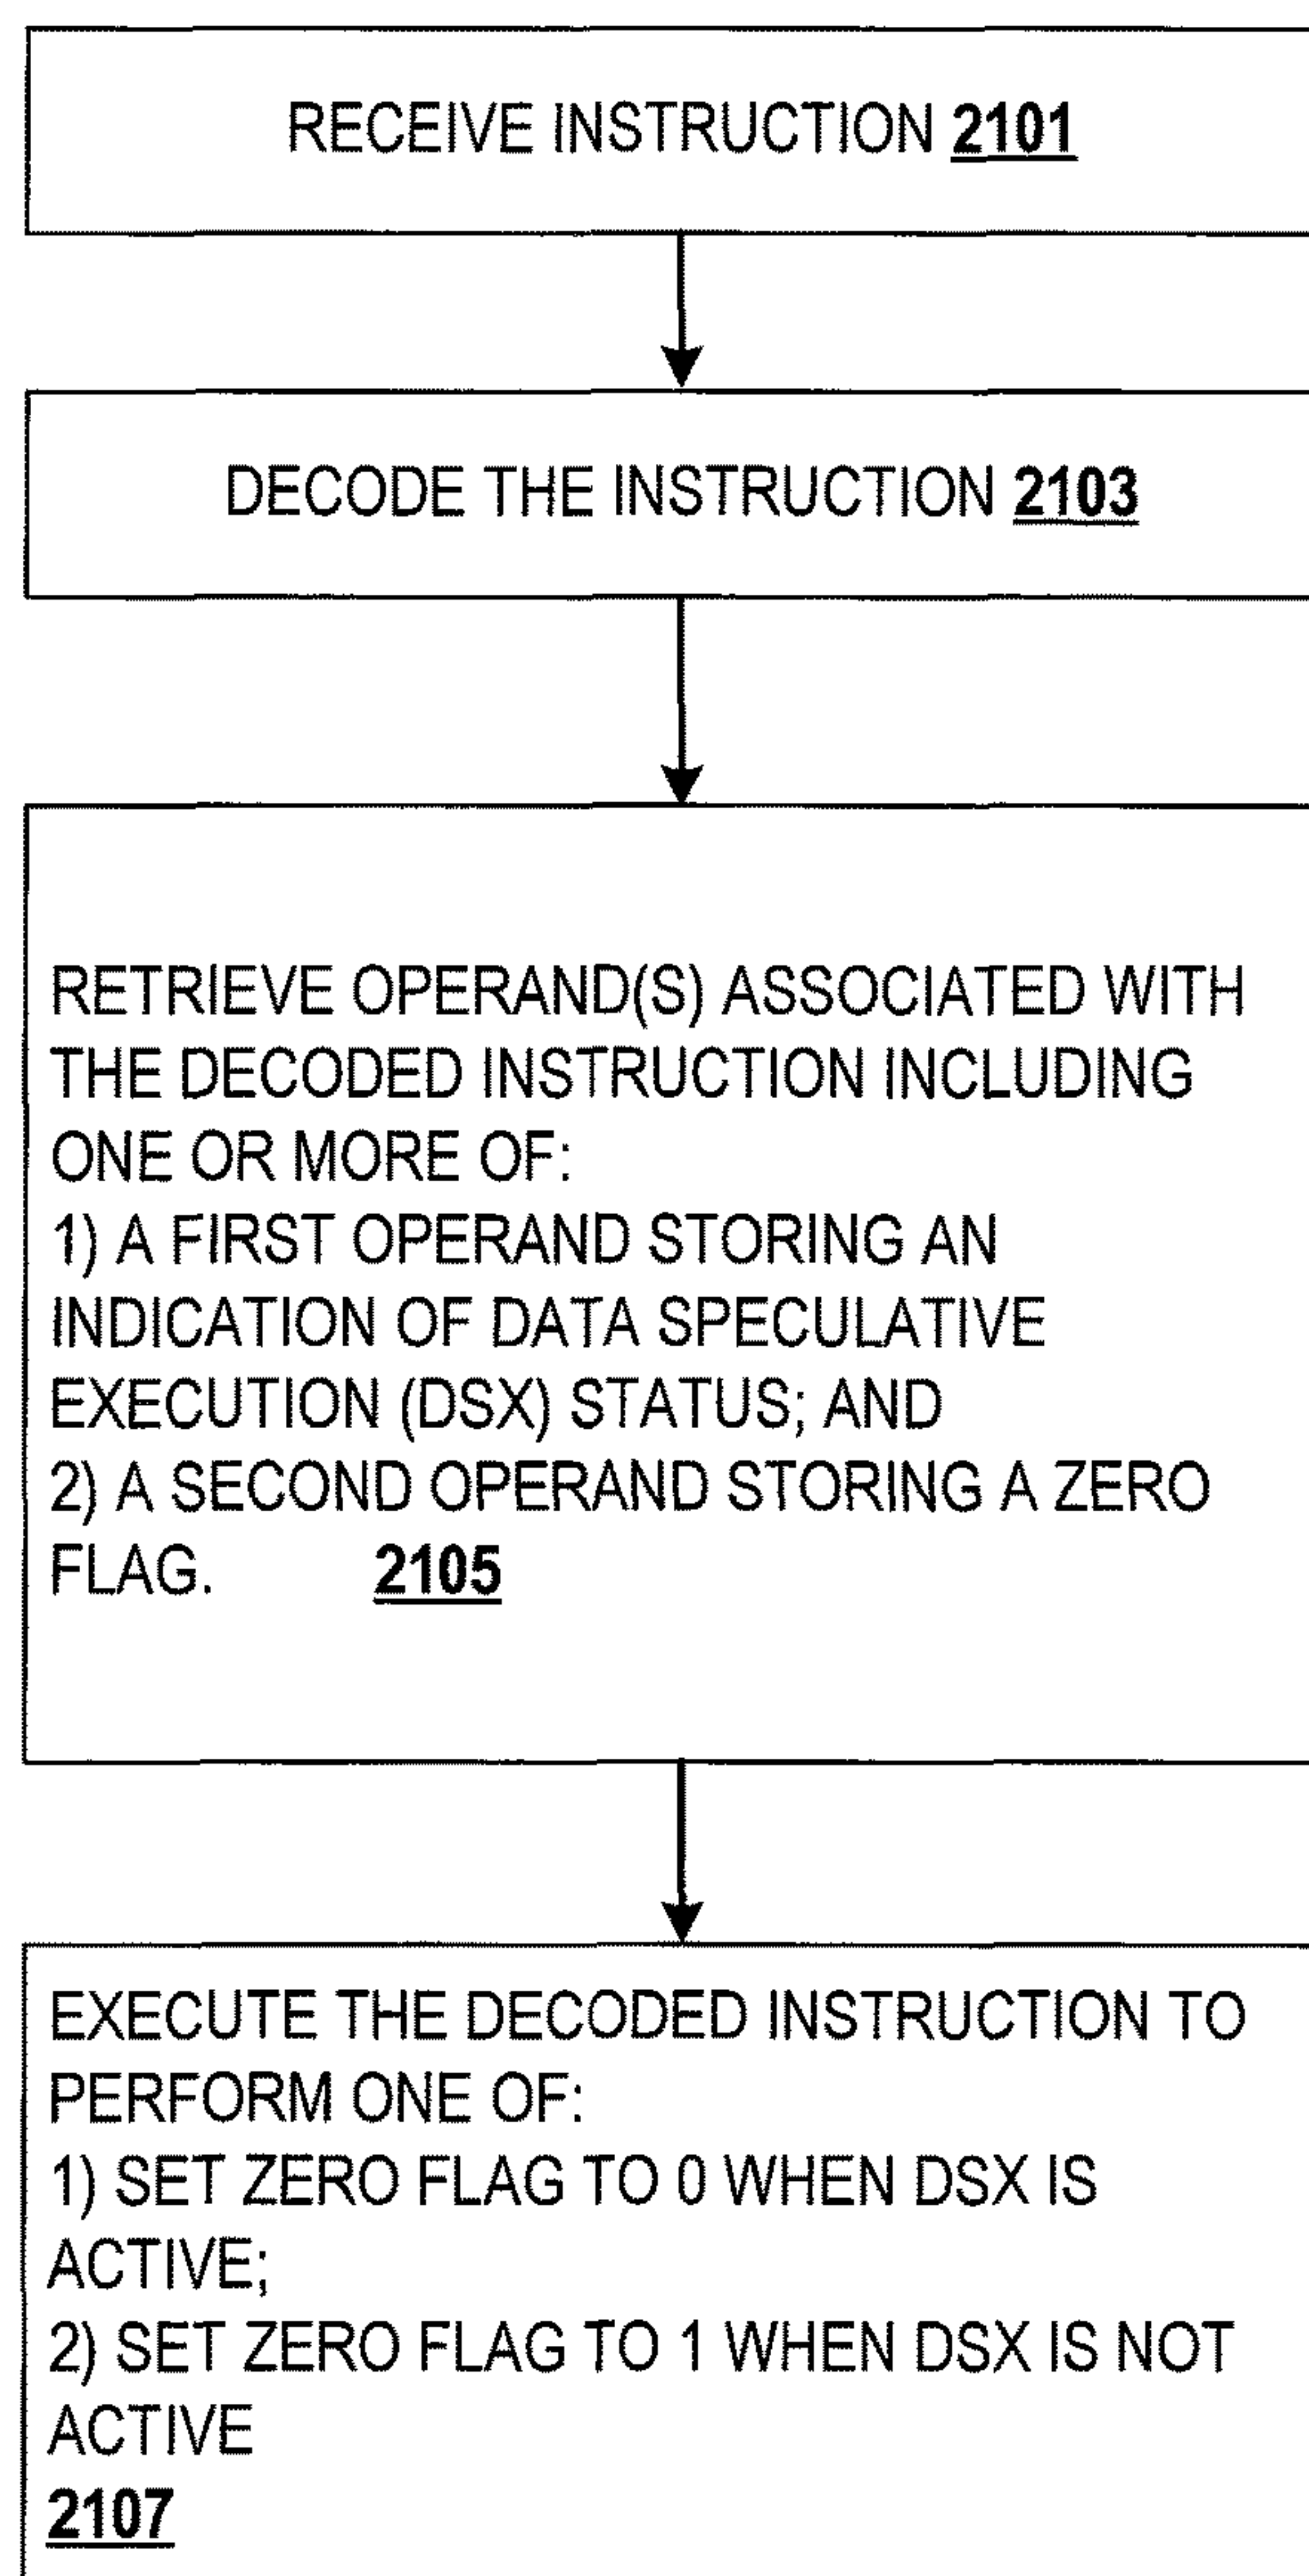 RECEIVE INSTRUCTION 2101
DECODE THE INSTRUCTION 2103
RETRIEVE OPERAND(S) ASSOCIATED WITH
THE DECODED INSTRUCTION INCLUDING
ONE OR MORE OF:
1) A FIRST OPERAND STORING AN
INDICATION OF DATA SPECULATIVE
EXECUTION (DSX) STATUS; AND
2) A SECOND OPERAND STORING A ZERO
FLAG. 2105
EXECUTE THE DECODED INSTRUCTION TO
PERFORM ONE OF:
1) SET ZERO FLAG TO 0 WHEN DSX IS
ACTIVE;
2) SET ZERO FLAG TO 1 WHEN DSX IS NOT
ACTIVE
2107